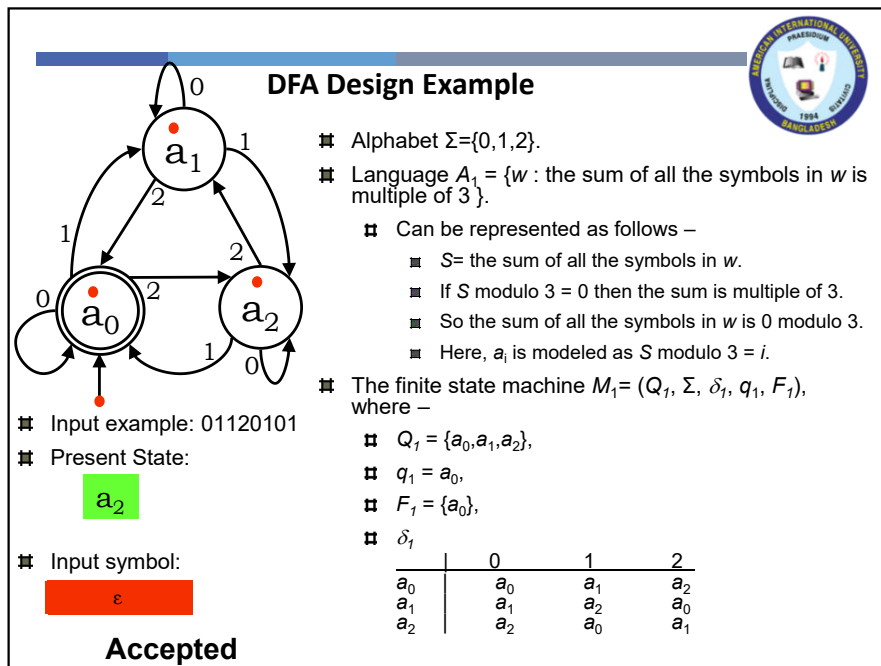 DFA Design Example
AMERICAN INTERNATIONAL UNIVERSITY
PRAESIDIUM
DISCIPLINA
CIVITATIS
1994
BANGLADESH
0
a1
1
2
1
2
0
2
a0
a2
1
0
Input example: 01120101
Present State:
a2
Input symbol:
ε
Accepted
Alphabet Σ={0,1,2}.
Language A1 = {w : the sum of all the symbols in w is
multiple of 3 }.
Can be represented as follows –
S= the sum of all the symbols in w.
If S modulo 3 = 0 then the sum is multiple of 3.
So the sum of all the symbols in w is 0 modulo 3.
Here, ai is modeled as S modulo 3 = i.
The finite state machine M1= (Q1, Σ, δ1, q1, F1),
where –
Q1 = {a0,a1,a2},
q1 = a0,
F1 = {a0},
δ1
| 0 1 2
a0 | a0 a1 a2
a1 | a1 a2 a0
a2 | a2 a0 a1